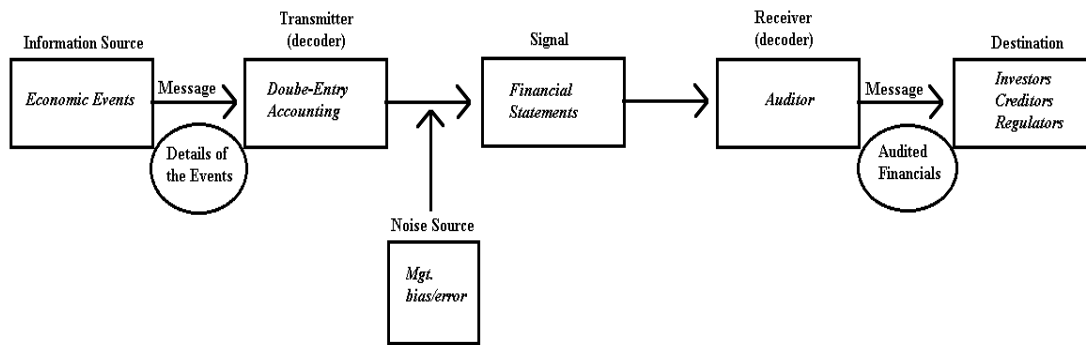 Information Source
Economic Events
Message
Details of
the Events
Transmitter
(decoder)
Doube-Entry
Accounting
Noise Source
Mgt.
bias/error
Signal
Financial
Statements
Receiver
(decoder)
Auditor
Message
Audited
Financials
Destination
Investors
Creditors
Regulators